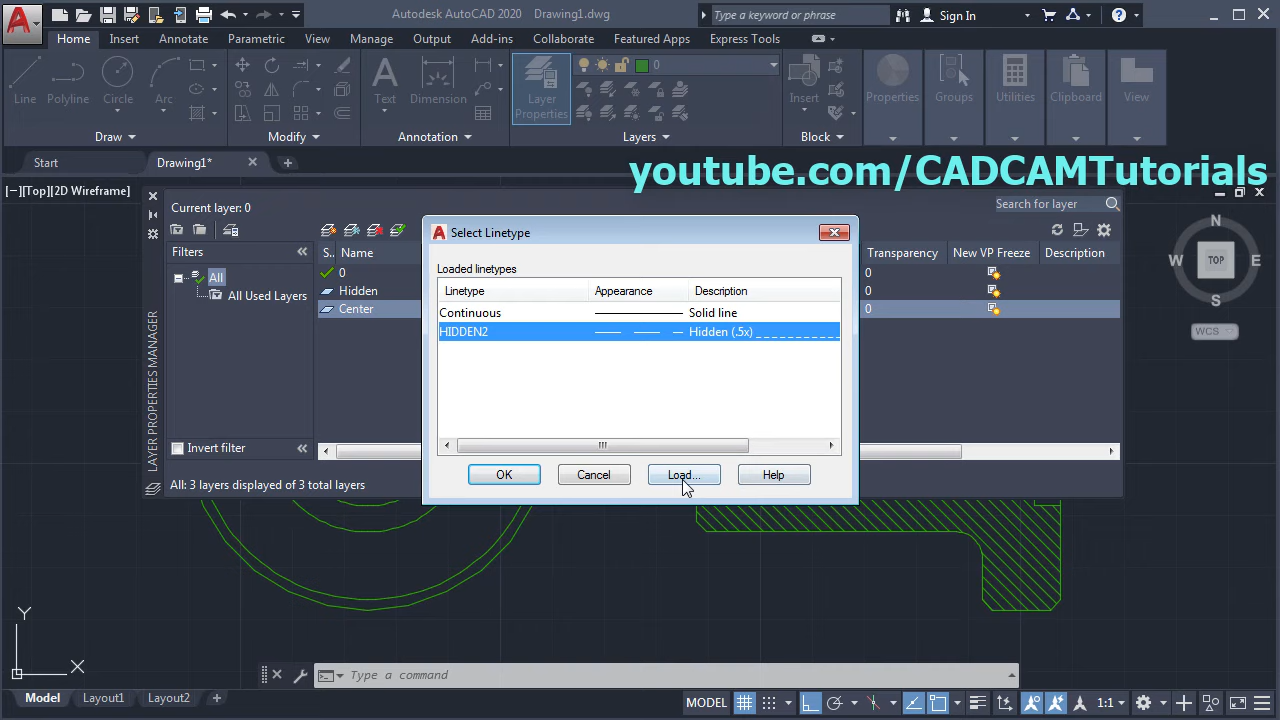 Autodesk AutoCAD 2020 Drawing1.dwg
Type a keyword or phrase
Sign In
Home Insert Annotate Parametric View Manage Output Add-ins Collaborate Featured Apps Express Tools
0
Line Polyline Circle Arc
Text Dimension
Layer
Properties
Insert
Properties Groups Utilities Clipboard View
Draw Modify Annotation Layers Block
Start Drawing1*
youtube.com/CADCAMTutorials
[−][Top][2D Wireframe]
Current layer: 0
Search for layer
Filters
All
All Used Layers
S.. Name
0
Hidden
Center
Transparency New VP Freeze Description
0
0
0
Invert filter
All: 3 layers displayed of 3 total layers
LAYER PROPERTIES MANAGER
Select Linetype
Loaded linetypes
Linetype Appearance Description
Continuous Solid line
HIDDEN2 Hidden (.5x) _ _ _ _ _ _ _ _ _ _
OK Cancel Load... Help
N
W TOP E
S
WCS
Y
X
Type a command
Model Layout1 Layout2 +
MODEL
1:1